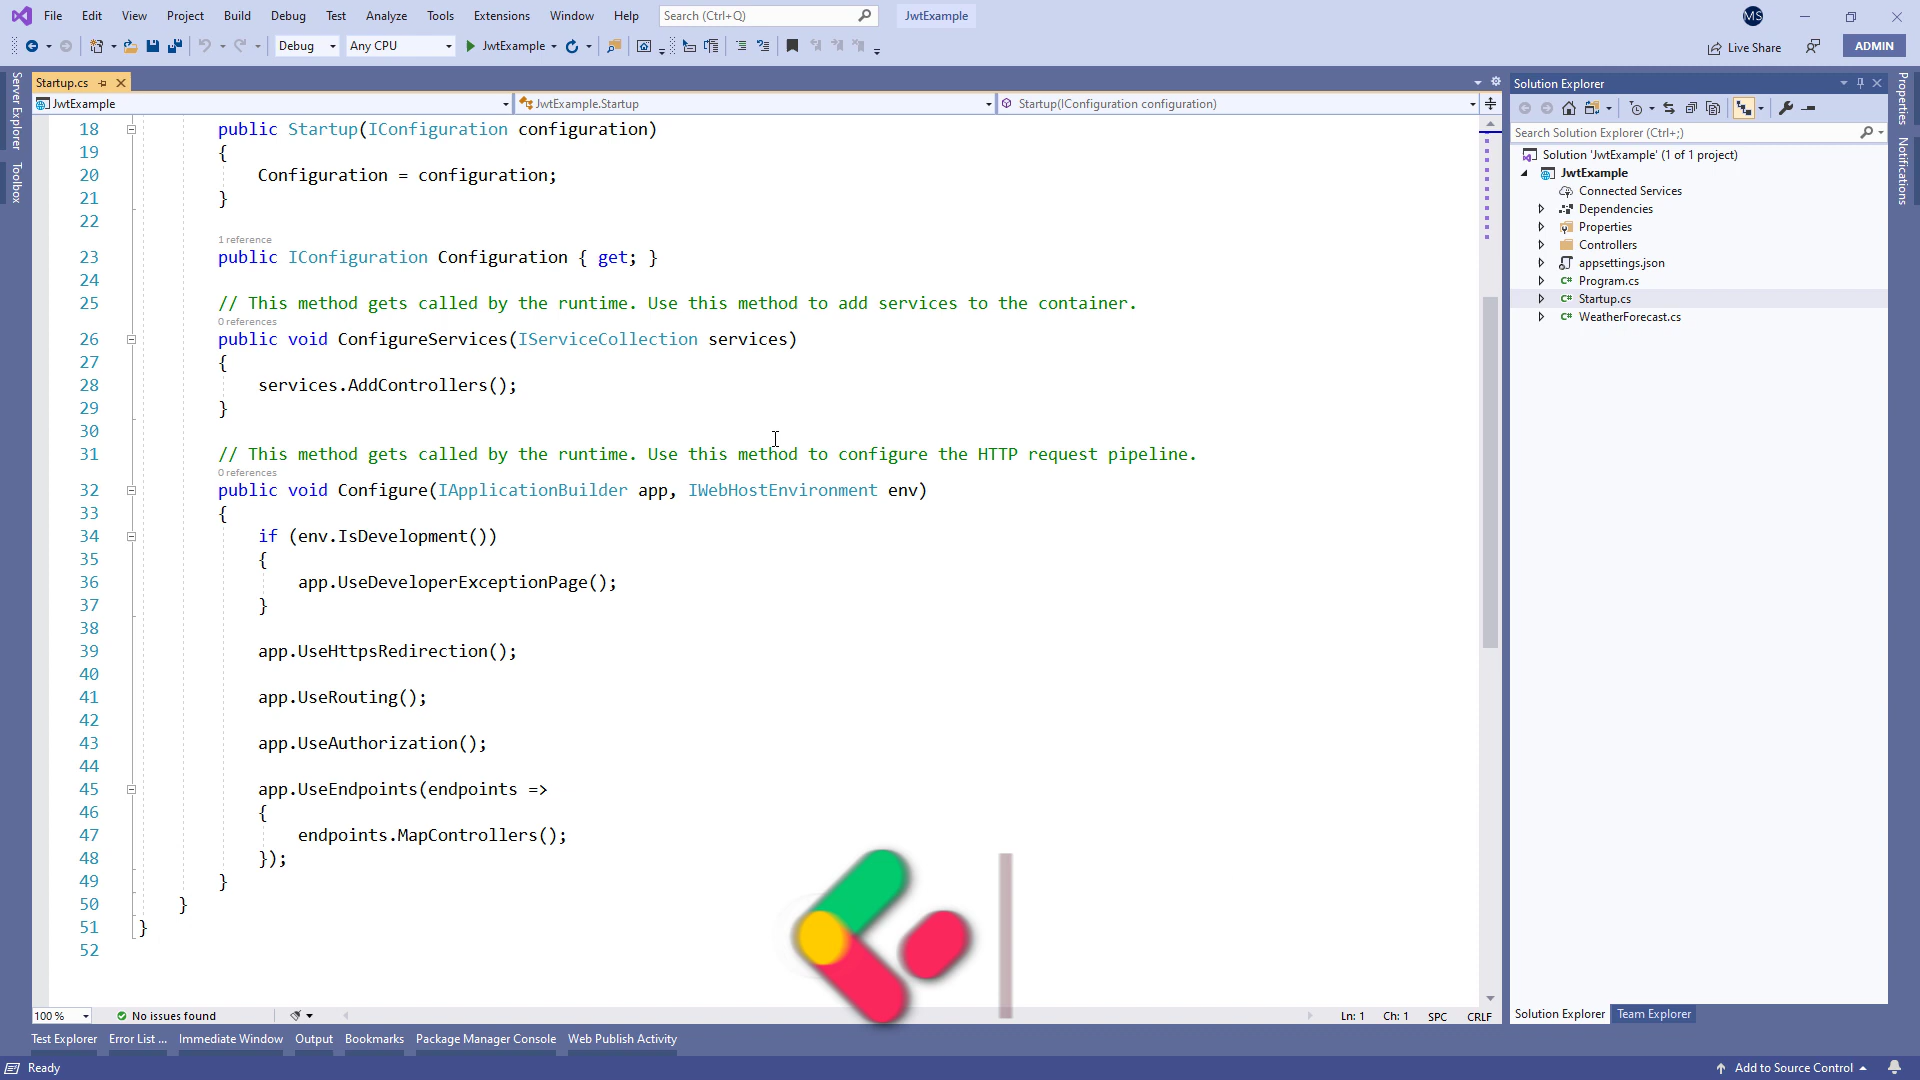 File Edit View Project Build Debug Test Analyze Tools Extensions Window Help Search (Ctrl+Q) JwtExample MS
Debug Any CPU JwtExample Live Share ADMIN
Startup.cs
JwtExample JwtExample.Startup Startup(IConfiguration configuration)
Server Explorer
Toolbox
18 public Startup(IConfiguration configuration)
19 {
20 Configuration = configuration;
21 }
22
1 reference
23 public IConfiguration Configuration { get; }
24
25 // This method gets called by the runtime. Use this method to add services to the container.
0 references
26 public void ConfigureServices(IServiceCollection services)
27 {
28 services.AddControllers();
29 }
30
31 // This method gets called by the runtime. Use this method to configure the HTTP request pipeline.
0 references
32 public void Configure(IApplicationBuilder app, IWebHostEnvironment env)
33 {
34 if (env.IsDevelopment())
35 {
36 app.UseDeveloperExceptionPage();
37 }
38
39 app.UseHttpsRedirection();
40
41 app.UseRouting();
42
43 app.UseAuthorization();
44
45 app.UseEndpoints(endpoints =>
46 {
47 endpoints.MapControllers();
48 });
49 }
50 }
51 }
52
100 % No issues found Ln: 1 Ch: 1 SPC CRLF
Solution Explorer
Search Solution Explorer (Ctrl+;)
Solution 'JwtExample' (1 of 1 project)
JwtExample
Connected Services
Dependencies
Properties
Controllers
appsettings.json
C# Program.cs
C# Startup.cs
C# WeatherForecast.cs
Solution Explorer Team Explorer
Properties
Notifications
Test Explorer Error List ... Immediate Window Output Bookmarks Package Manager Console Web Publish Activity
Ready Add to Source Control